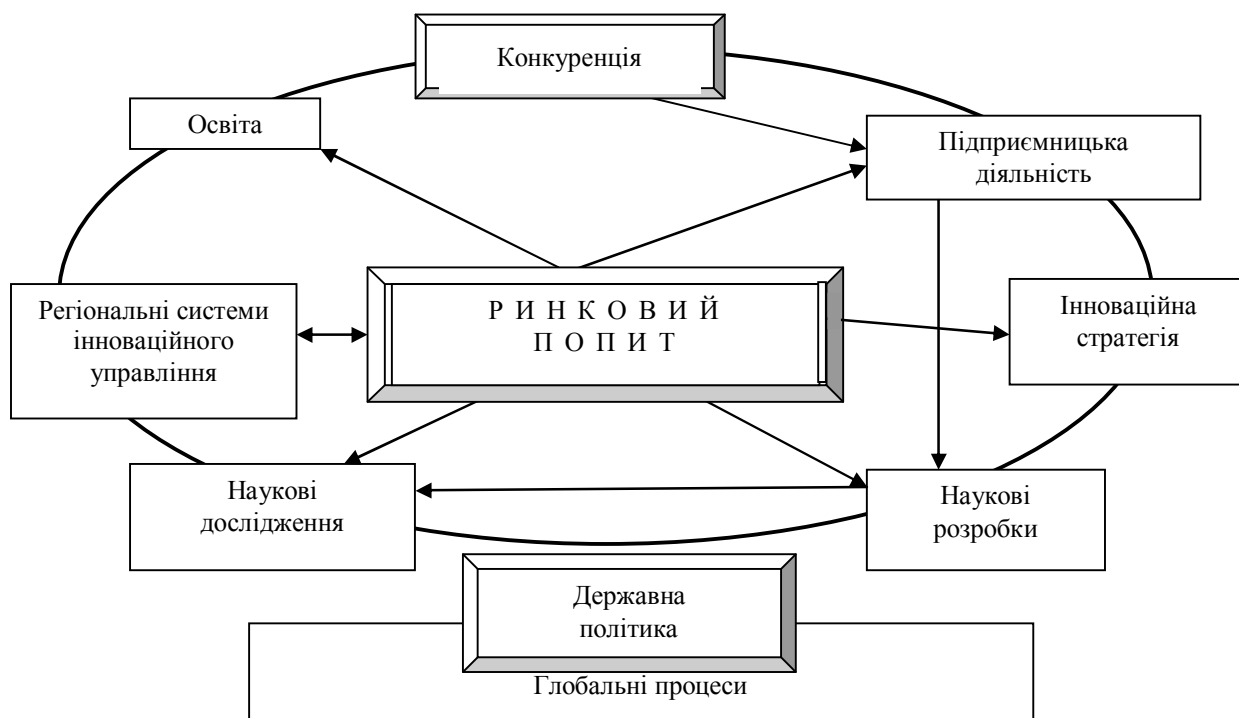 Конкуренція
Освіта
Підприємницька
діяльність
Регіональні системи
інноваційного
управління
Р И Н К О В И Й
П О П И Т
Інноваційна
стратегія
Наукові
дослідження
Наукові
розробки
Державна
політика
Глобальні процеси